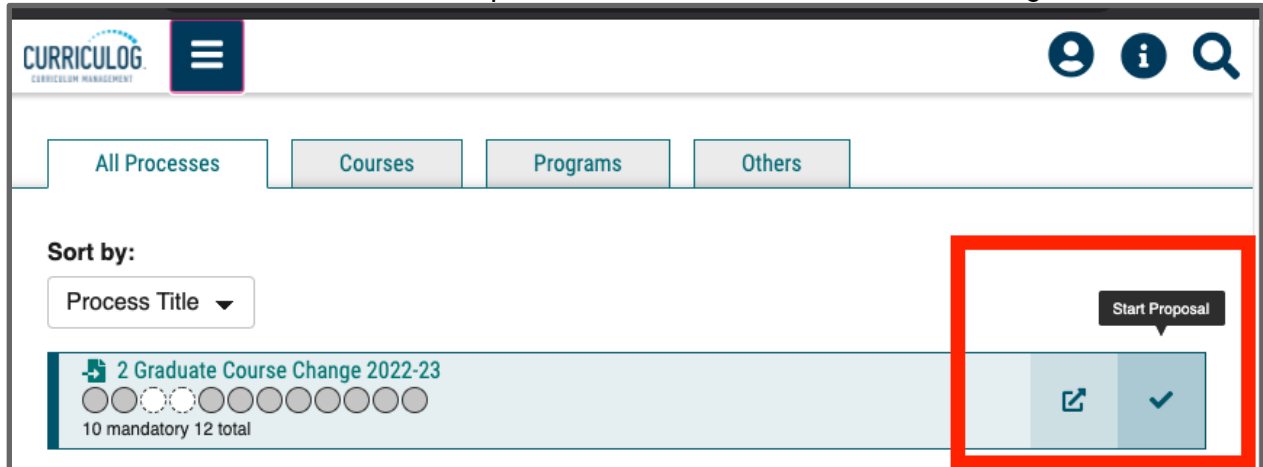 CURRICULOG.
CURRICULUM MANAGEMENT
All Processes
Courses
Programs
Others
Sort by:
Process Title
Start Proposal
2 Graduate Course Change 2022-23
10 mandatory 12 total